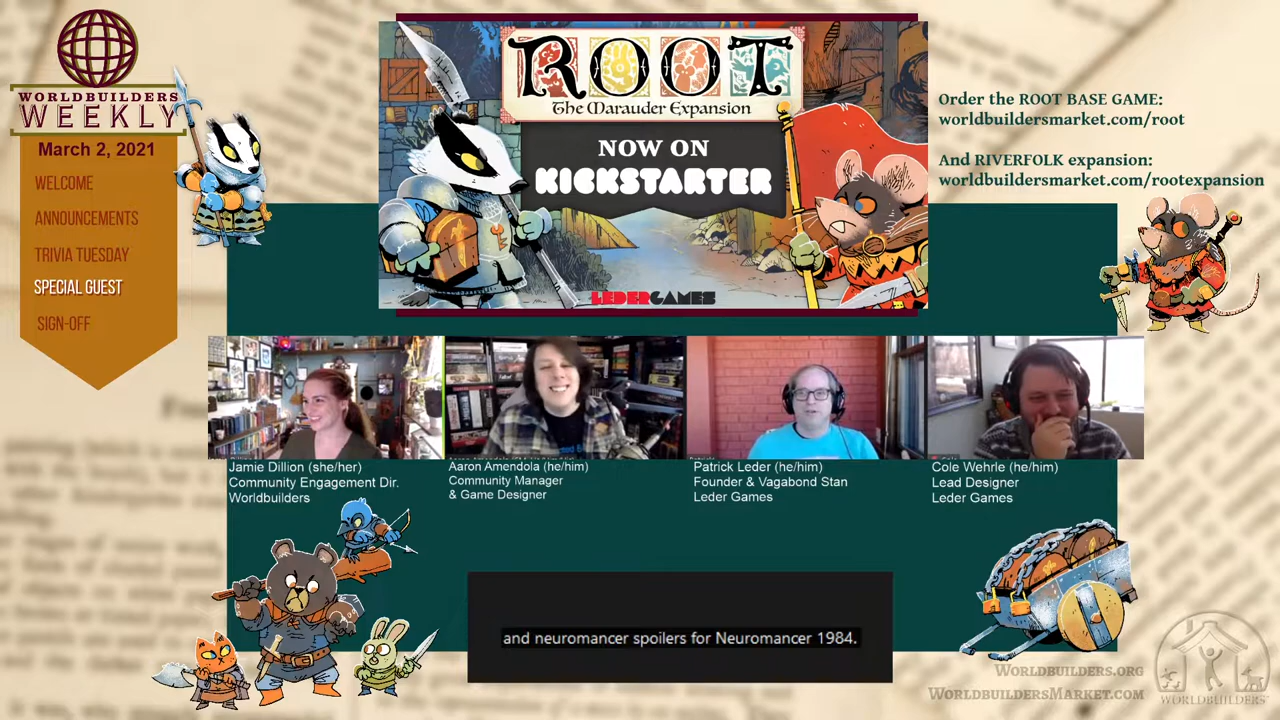 WORLDBUILDERS
WEEKLY
March 2, 2021
WELCOME
ANNOUNCEMENTS
TRIVIA TUESDAY
SPECIAL GUEST
SIGN-OFF
ROOT
The Marauder Expansion
NOW ON
KICKSTARTER
LEDERGAMES
Order the ROOT BASE GAME:
worldbuildersmarket.com/root
And RIVERFOLK expansion:
worldbuildersmarket.com/rootexpansion
Jamie Dillion (she/her)
Community Engagement Dir.
Worldbuilders
Aaron Amendola (he/him)
Community Manager
& Game Designer
Patrick Leder (he/him)
Founder & Vagabond Stan
Leder Games
Cole Wehrle (he/him)
Lead Designer
Leder Games
and neuromancer spoilers for Neuromancer 1984.
WORLDBUILDERS.ORG
WORLDBUILDERSMARKET.COM
WORLDBUILDERS